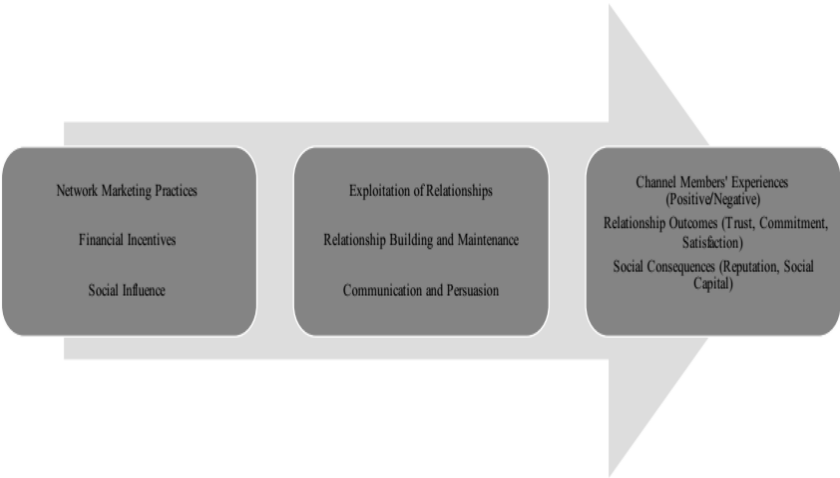 Network Marketing Practices
Financial Incentives
Social Influence
Exploitation of Relationships
Relationship Building and Maintenance
Communication and Persuasion
Channel Members' Experiences
(Positive/Negative)
Relationship Outcomes (Trust, Commitment,
Satisfaction)
Social Consequences (Reputation, Social
Capital)